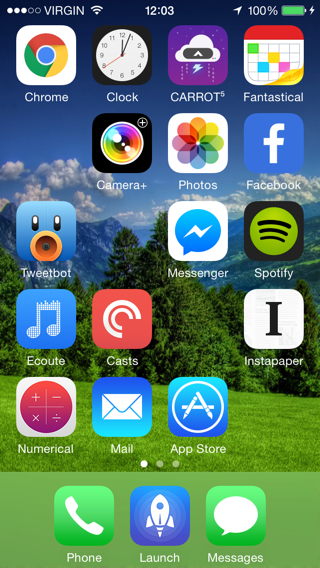 VIRGIN 12:03 100%
Chrome Clock CARROT⁵ Fantastical
Camera+ Photos Facebook
Tweetbot Messenger Spotify
Ecoute Casts Instapaper
Numerical Mail App Store
Phone Launch Messages